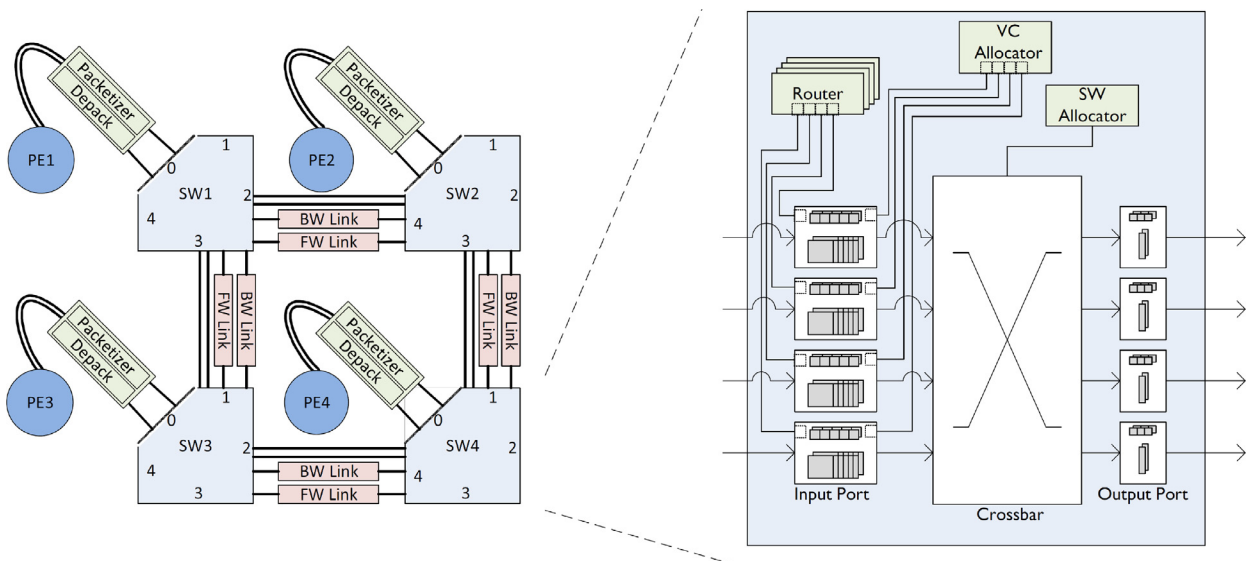 Packetizer
Depack
PE1
0
1
2
3
4
SW1
Packetizer
Depack
PE2
0
1
2
3
4
SW2
BW Link
FW Link
FW Link
BW Link
FW Link
BW Link
Packetizer
Depack
PE3
0
1
2
3
4
SW3
Packetizer
Depack
PE4
0
1
2
3
4
SW4
BW Link
FW Link
VC
Allocator
Router
SW
Allocator
Input Port
Crossbar
Output Port